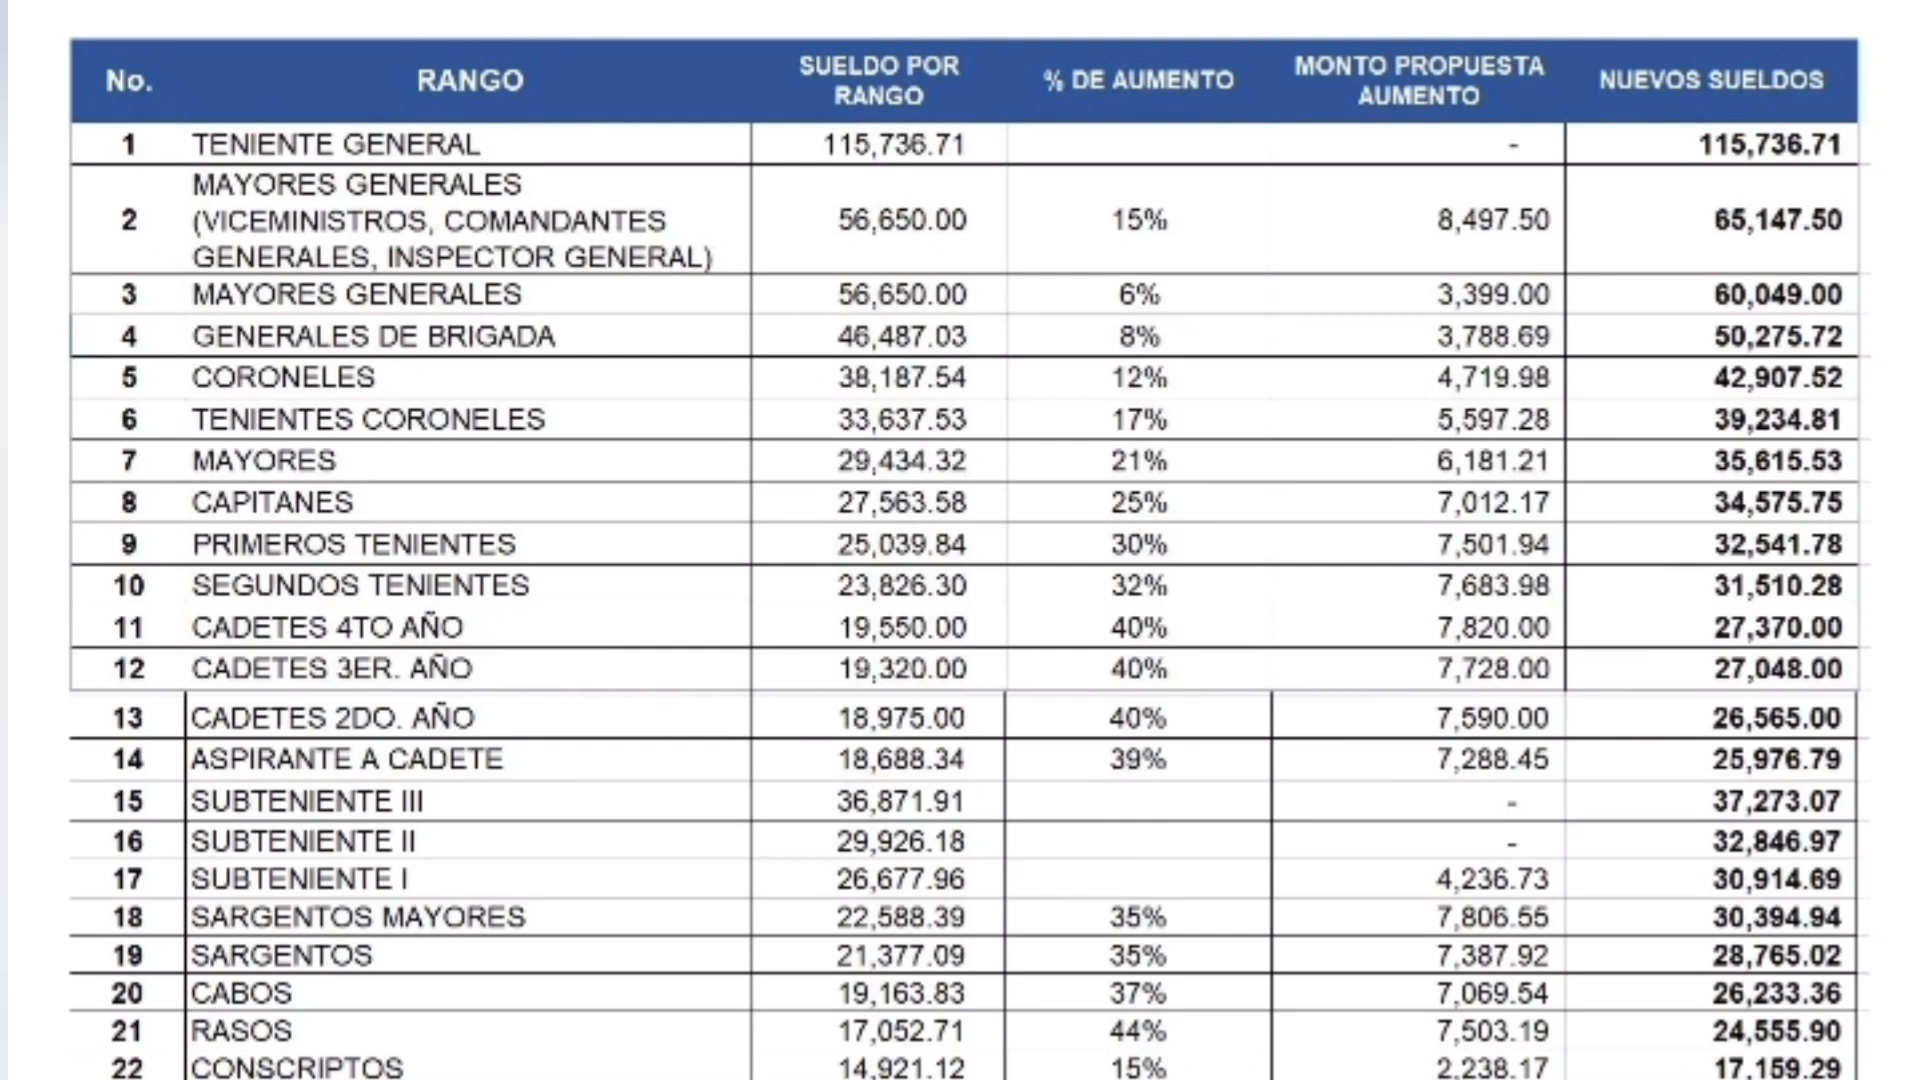 No. RANGO SUELDO POR RANGO % DE AUMENTO MONTO PROPUESTA AUMENTO NUEVOS SUELDOS
1 TENIENTE GENERAL 115,736.71 - 115,736.71
2 MAYORES GENERALES (VICEMINISTROS, COMANDANTES GENERALES, INSPECTOR GENERAL) 56,650.00 15% 8,497.50 65,147.50
3 MAYORES GENERALES 56,650.00 6% 3,399.00 60,049.00
4 GENERALES DE BRIGADA 46,487.03 8% 3,788.69 50,275.72
5 CORONELES 38,187.54 12% 4,719.98 42,907.52
6 TENIENTES CORONELES 33,637.53 17% 5,597.28 39,234.81
7 MAYORES 29,434.32 21% 6,181.21 35,615.53
8 CAPITANES 27,563.58 25% 7,012.17 34,575.75
9 PRIMEROS TENIENTES 25,039.84 30% 7,501.94 32,541.78
10 SEGUNDOS TENIENTES 23,826.30 32% 7,683.98 31,510.28
11 CADETES 4TO AÑO 19,550.00 40% 7,820.00 27,370.00
12 CADETES 3ER. AÑO 19,320.00 40% 7,728.00 27,048.00
13 CADETES 2DO. AÑO 18,975.00 40% 7,590.00 26,565.00
14 ASPIRANTE A CADETE 18,688.34 39% 7,288.45 25,976.79
15 SUBTENIENTE III 36,871.91 - 37,273.07
16 SUBTENIENTE II 29,926.18 - 32,846.97
17 SUBTENIENTE I 26,677.96 4,236.73 30,914.69
18 SARGENTOS MAYORES 22,588.39 35% 7,806.55 30,394.94
19 SARGENTOS 21,377.09 35% 7,387.92 28,765.02
20 CABOS 19,163.83 37% 7,069.54 26,233.36
21 RASOS 17,052.71 44% 7,503.19 24,555.90
22 CONSCRIPTOS 14,921.12 15% 2,238.17 17,159.29